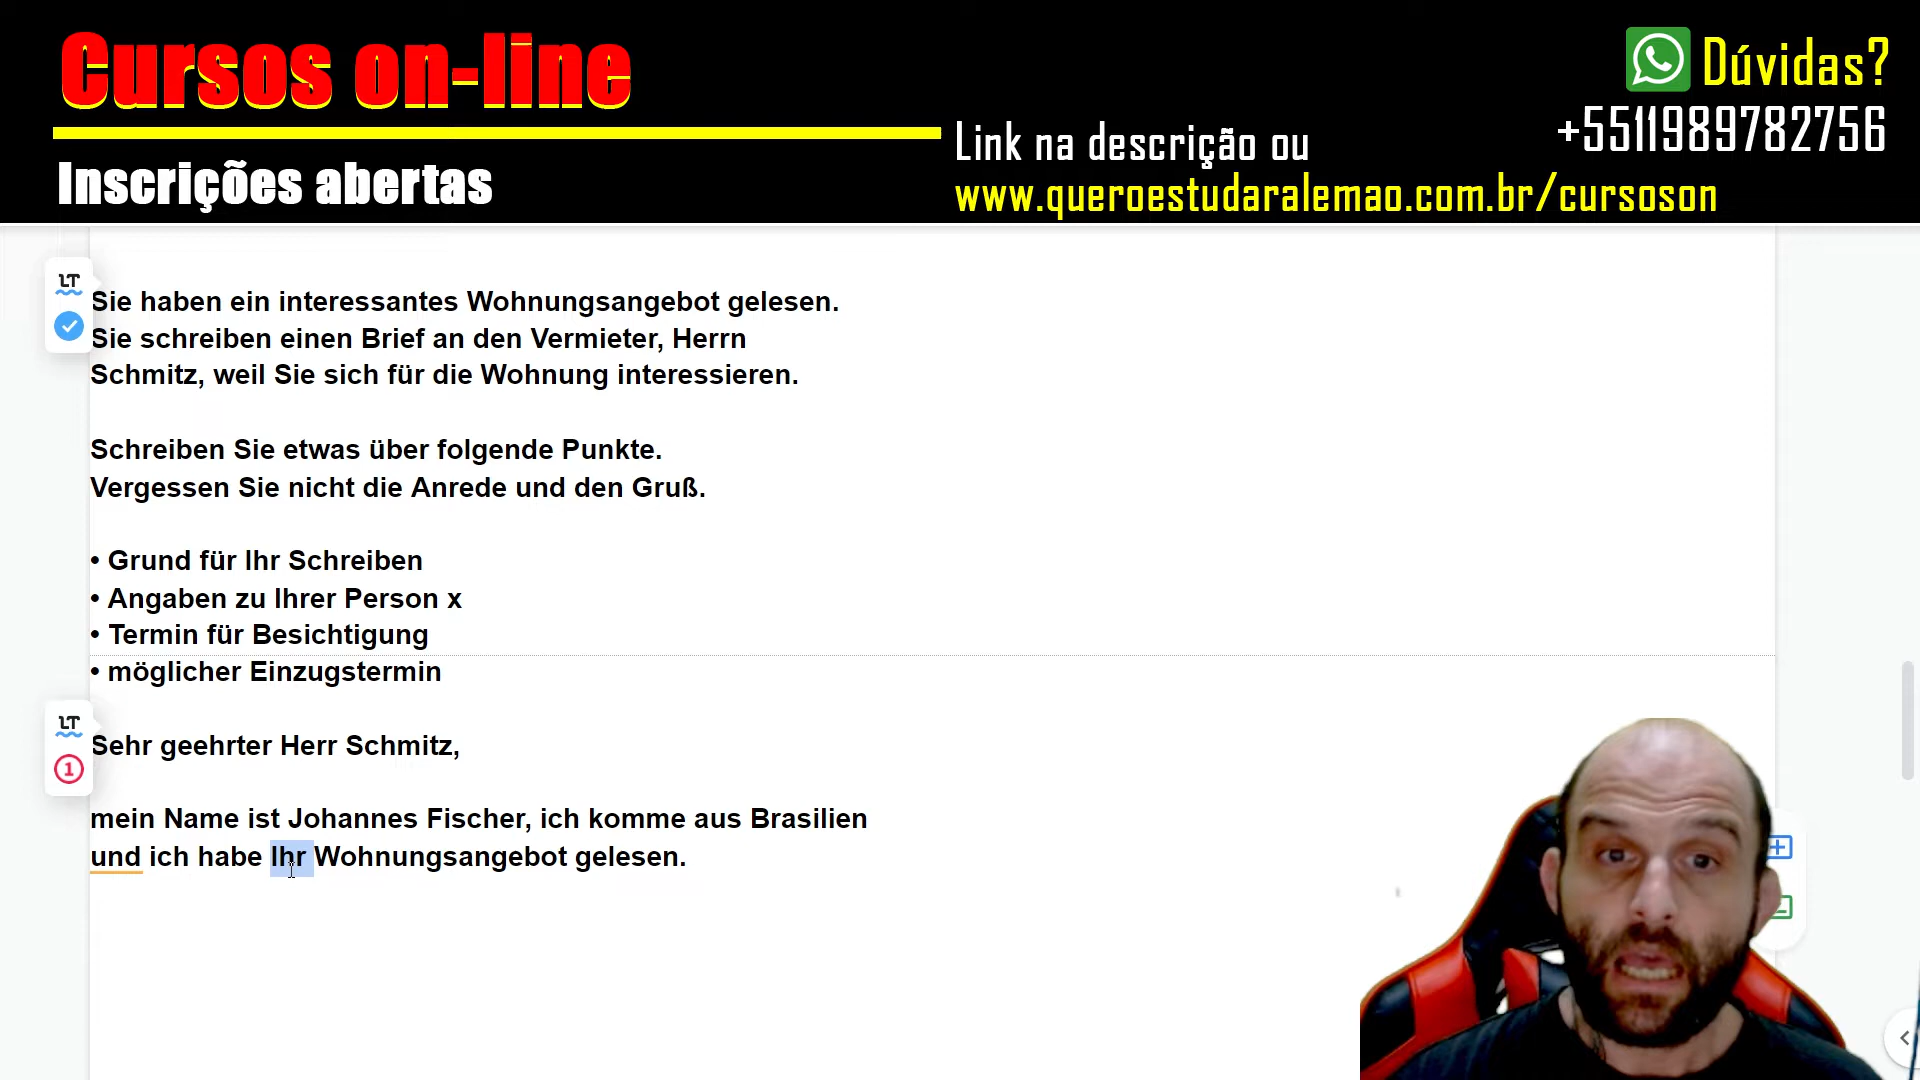 Cursos on-line
Inscrições abertas
Dúvidas?
+5511989782756
Link na descrição ou
www.queroestudaralemao.com.br/cursoson
LT
Sie haben ein interessantes Wohnungsangebot gelesen.
Sie schreiben einen Brief an den Vermieter, Herrn
Schmitz, weil Sie sich für die Wohnung interessieren.
Schreiben Sie etwas über folgende Punkte.
Vergessen Sie nicht die Anrede und den Gruß.
• Grund für Ihr Schreiben
• Angaben zu Ihrer Person x
• Termin für Besichtigung
• möglicher Einzugstermin
LT
1
Sehr geehrter Herr Schmitz,
mein Name ist Johannes Fischer, ich komme aus Brasilien
und ich habe Ihr Wohnungsangebot gelesen.